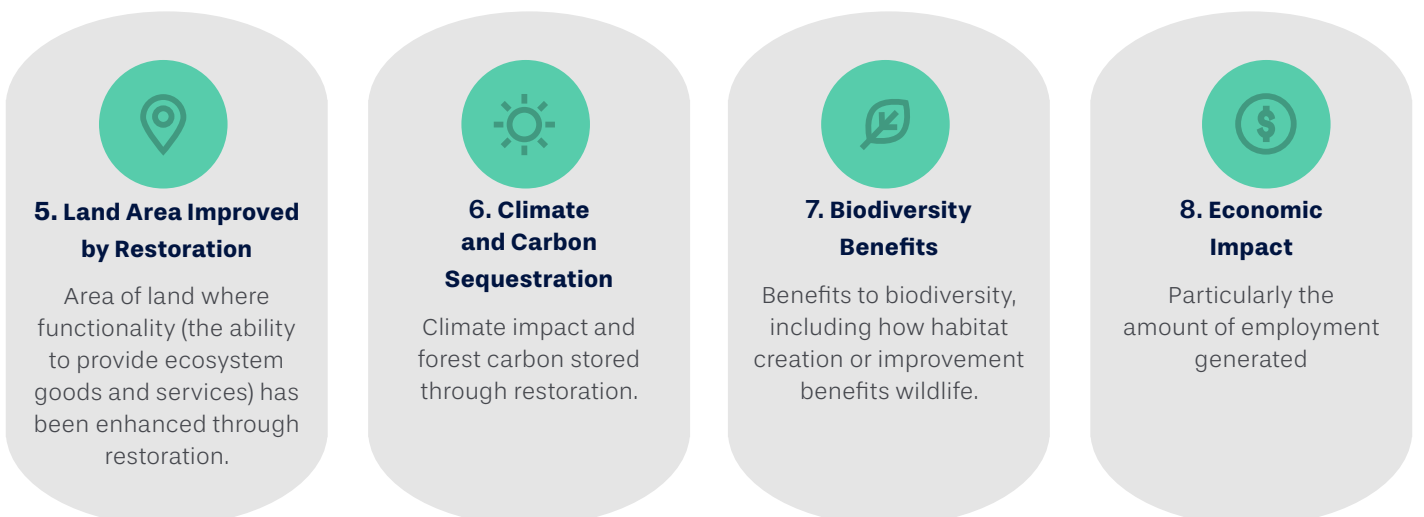 5. Land Area Improved
by Restoration
Area of land where
functionality (the ability
to provide ecosystem
goods and services) has
been enhanced through
restoration.
6. Climate
and Carbon
Sequestration
Climate impact and
forest carbon stored
through restoration.
7. Biodiversity
Benefits
Benefits to biodiversity,
including how habitat
creation or improvement
benefits wildlife.
8. Economic
Impact
Particularly the
amount of employment
generated